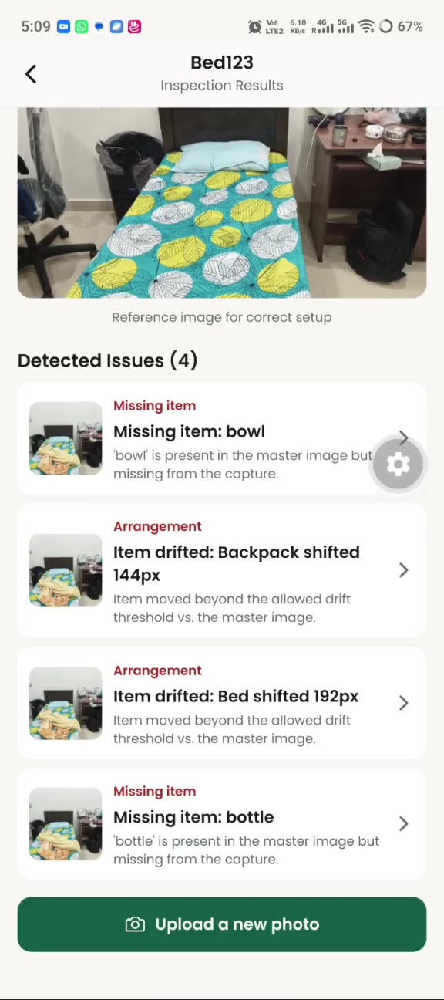 5:09
Vo))
LTE2
6.10
KB/s
4G
R
5G
67%
Bed123
Inspection Results
Reference image for correct setup
Detected Issues (4)
Missing item
Missing item: bowl
'bowl' is present in the master image but
missing from the capture.
Arrangement
Item drifted: Backpack shifted
144px
Item moved beyond the allowed drift
threshold vs. the master image.
Arrangement
Item drifted: Bed shifted 192px
Item moved beyond the allowed drift
threshold vs. the master image.
Missing item
Missing item: bottle
'bottle' is present in the master image but
missing from the capture.
Upload a new photo